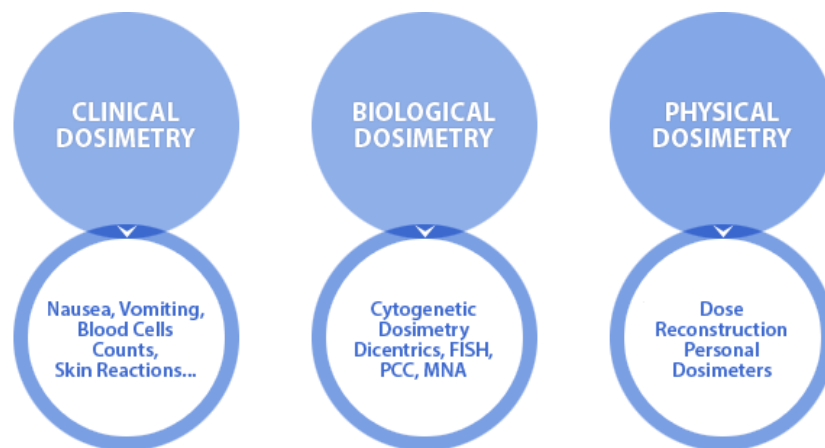 CLINICAL
DOSIMETRY
Nausea, Vomiting,
Blood Cells
Counts,
Skin Reactions...
BIOLOGICAL
DOSIMETRY
Cytogenetic
Dosimetry
Dicentrics, FISH,
PCC, MNA
PHYSICAL
DOSIMETRY
Dose
Reconstruction
Personal
Dosimeters